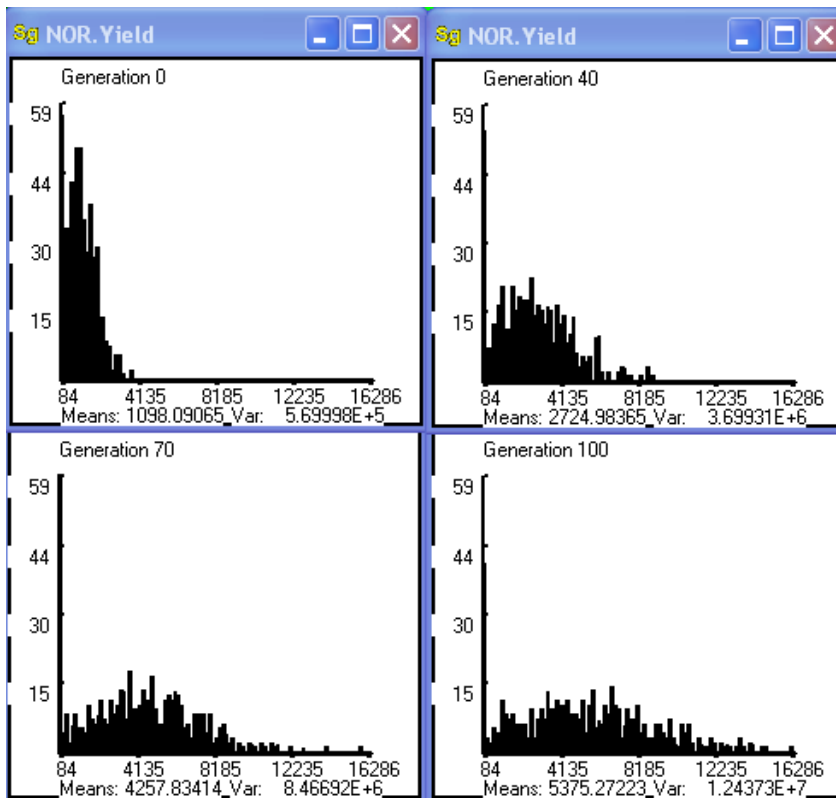 Sg NOR.Yield
Generation 0
59
44
30
15
84 4135 8185 12235 16286
Means: 1098.09065_Var: 5.69998E+5
Sg NOR.Yield
Generation 40
59
44
30
15
84 4135 8185 12235 16286
Means: 2724.98365_Var: 3.69931E+6
Generation 70
59
44
30
15
84 4135 8185 12235 16286
Means: 4257.83414_Var: 8.46692E+6
Generation 100
59
44
30
15
84 4135 8185 12235 16286
Means: 5375.27223_Var: 1.24373E+7